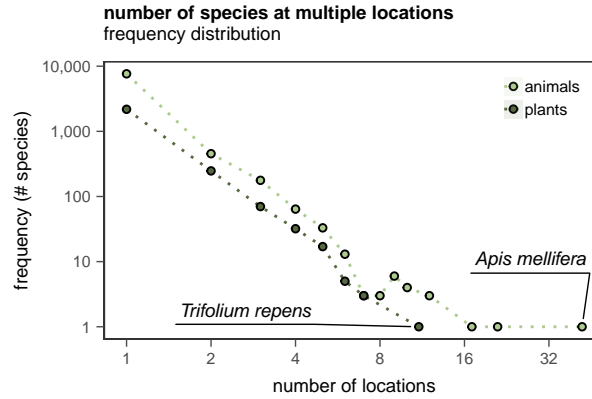 number of species at multiple locations
frequency distribution
10,000
1,000
100
10
1
frequency (# species)
animals
plants
Apis mellifera
Trifolium repens
1 2 4 8 16 32
number of locations